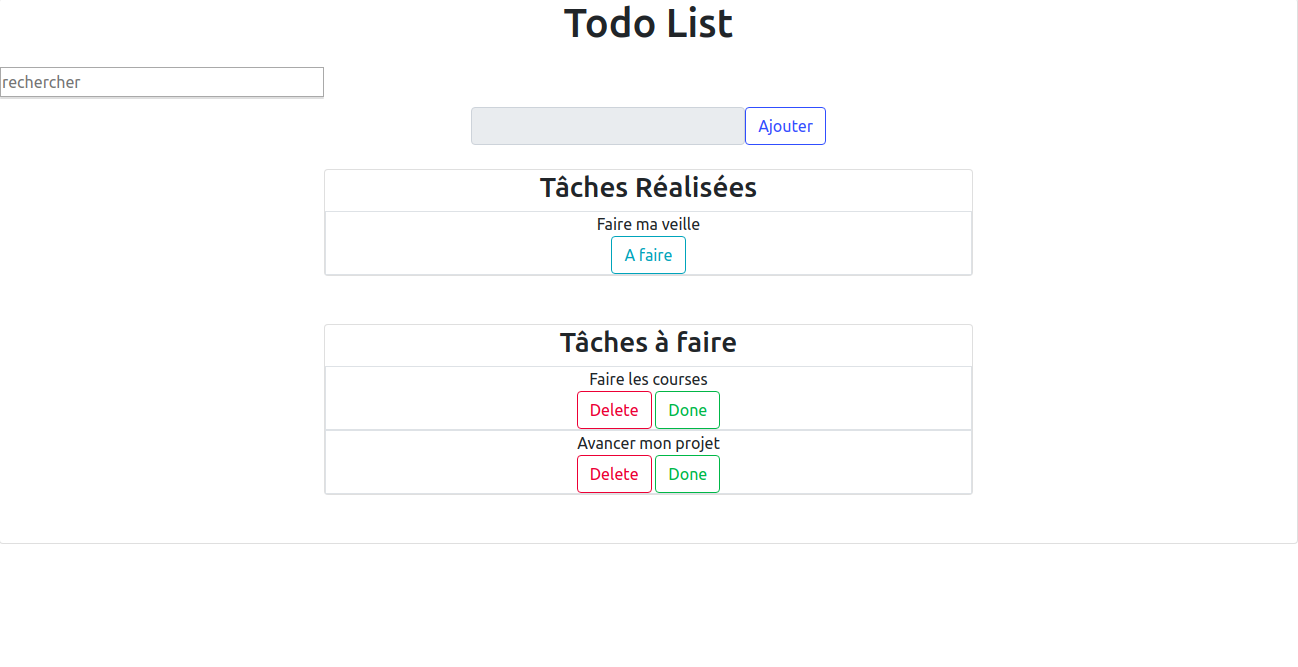 Todo List
rechercher
Ajouter
Tâches Réalisées
Faire ma veille
A faire
Tâches à faire
Faire les courses
Delete Done
Avancer mon projet
Delete Done